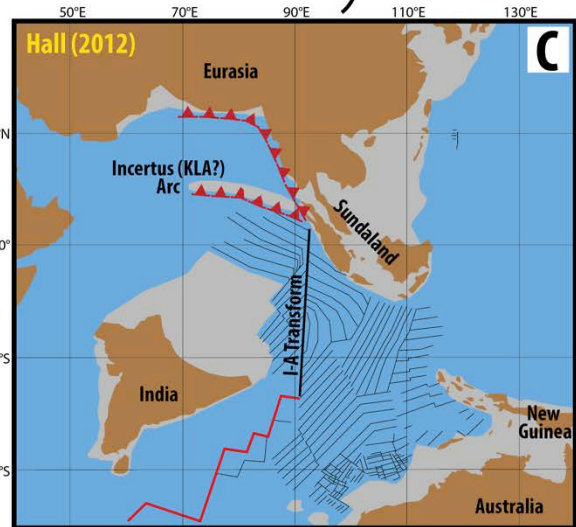 50°E 70°E 90°E 110°E 130°E
Hall (2012)
C
Eurasia
°N
Incertus (KLA?)
Arc
Sundaland
0°
I-A Transform
°S
India
New
Guinea
°S
Australia